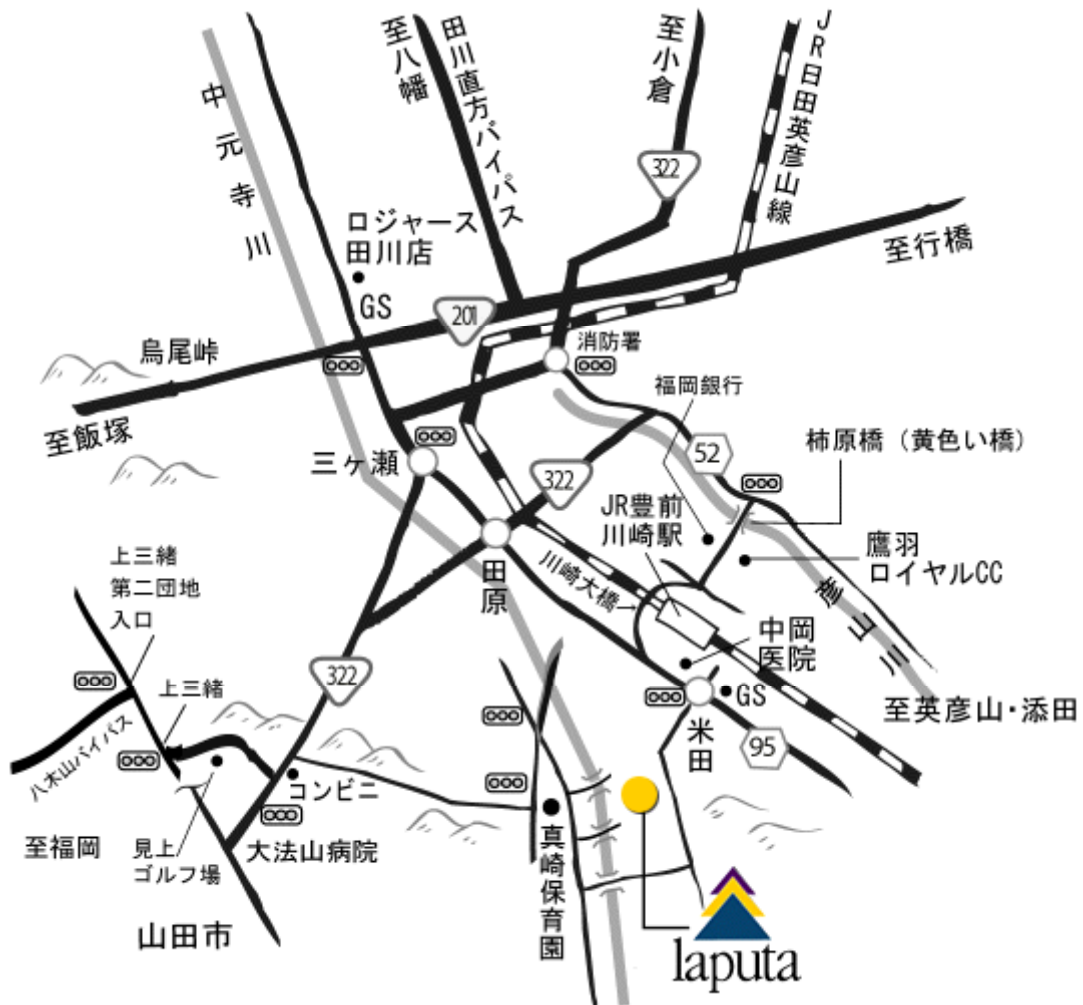 至八幡
田川直方バイパス
至小倉
JR日田英彦山線
中元寺川
322
ロジャース
田川店
GS
至行橋
201
消防署
烏尾峠
至飯塚
福岡銀行
柿原橋（黄色い橋）
52
三ヶ瀬
322
JR豊前
川崎駅
鷹羽
ロイヤルCC
上三緒
第二団地
入口
田原
川崎大橋→
彦山川
中岡
医院
322
上三緒
GS
至英彦山・添田
米田
95
八木山バイパス
コンビニ
至福岡
見上
ゴルフ場
大法山病院
真崎保育園
山田市
laputa